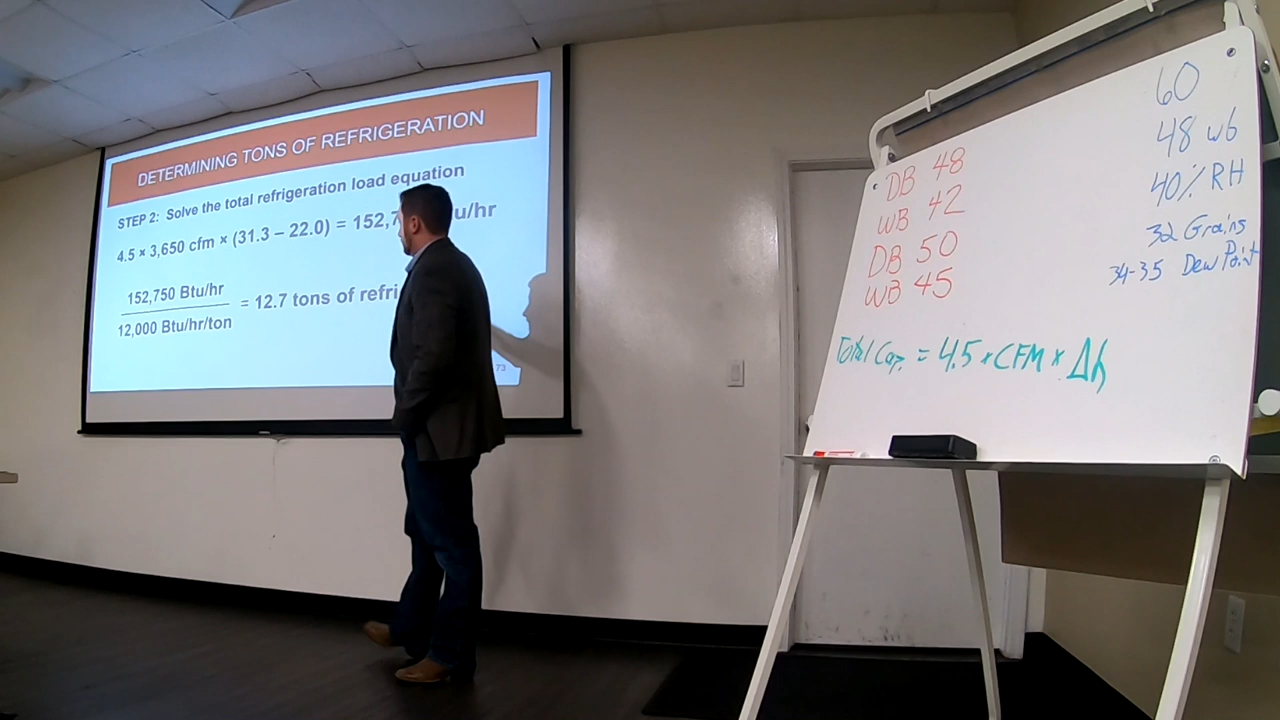 DETERMINING TONS OF REFRIGERATION
STEP 2: Solve the total refrigeration load equation
4.5 × 3,650 cfm × (31.3 – 22.0) = 152,7 u/hr
152,750 Btu/hr
12,000 Btu/hr/ton
= 12.7 tons of refri
73
DB 48
WB 42
DB 50
WB 45
Total Cap. = 4.5 × CFM × Δh
60
48 wb
40% RH
32 Grains
34-35 Dew Point